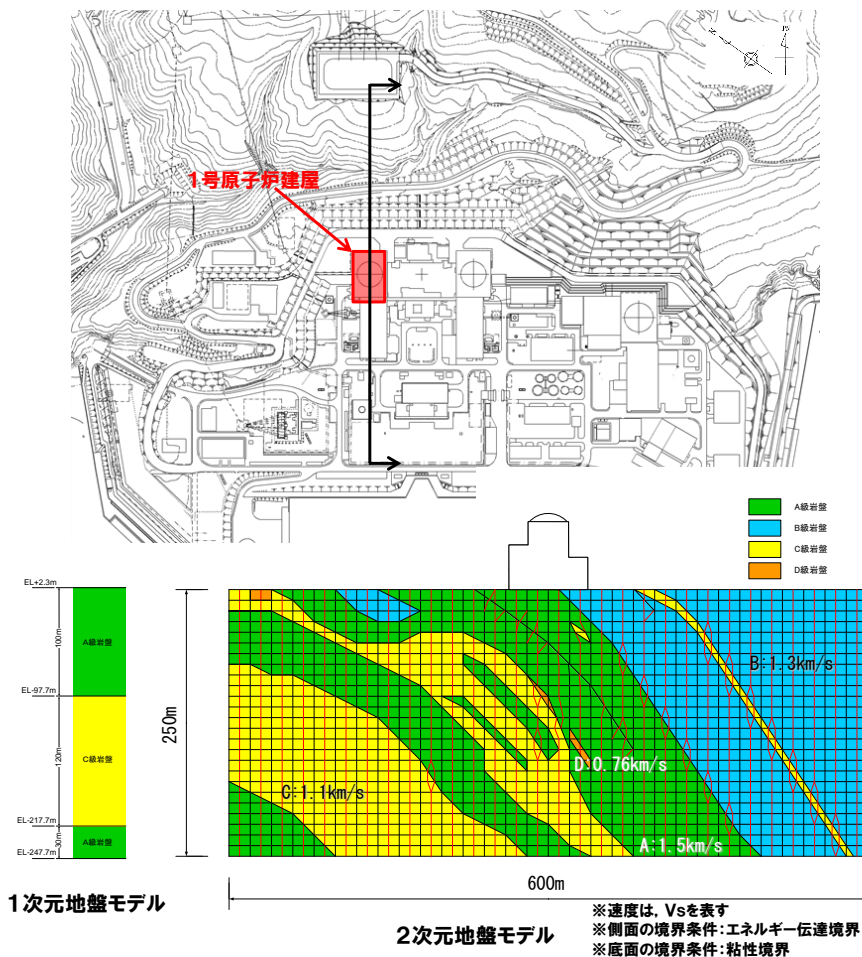 1号原子炉建屋
A級岩盤
B級岩盤
C級岩盤
D級岩盤
EL+2.3m
100m
A級岩盤
EL-97.7m
120m
C級岩盤
EL-217.7m
30m
A級岩盤
EL-247.7m
250m
B:1.3km/s
D:0.76km/s
C:1.1km/s
A:1.5km/s
600m
1次元地盤モデル
2次元地盤モデル
※速度は，Vsを表す
※側面の境界条件：エネルギー伝達境界
※底面の境界条件：粘性境界